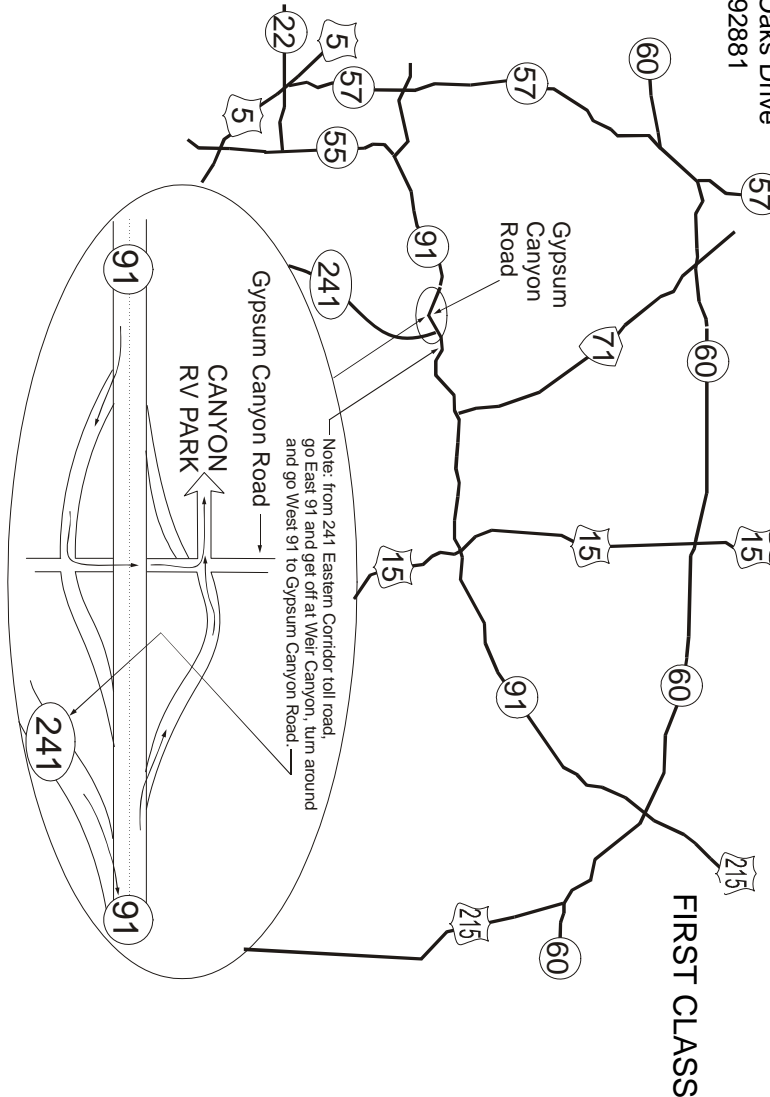 Oaks Drive
92881
57
15
215
60
FIRST CLASS
60
60
71
15
60
Gypsum
Canyon
Road
57
91
215
91
15
57
5
55
241
Note: from 241 Eastern Corridor toll road,
go East 91 and get off at Weir Canyon, turn around
and go West 91 to Gypsum Canyon Road.
22
5
Gypsum Canyon Road
CANYON
RV PARK
91
91
241